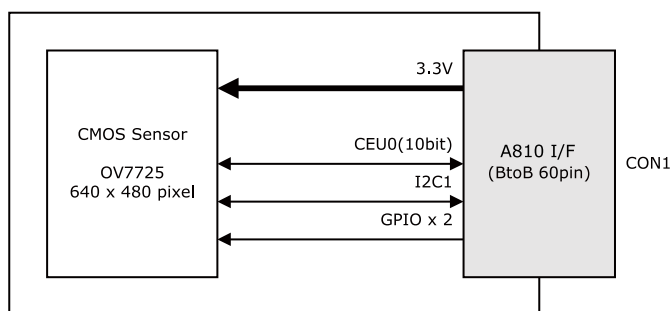 CMOS Sensor
OV7725
640 x 480 pixel
3.3V
CEU0(10bit)
I2C1
GPIO x 2
A810 I/F
(BtoB 60pin)
CON1